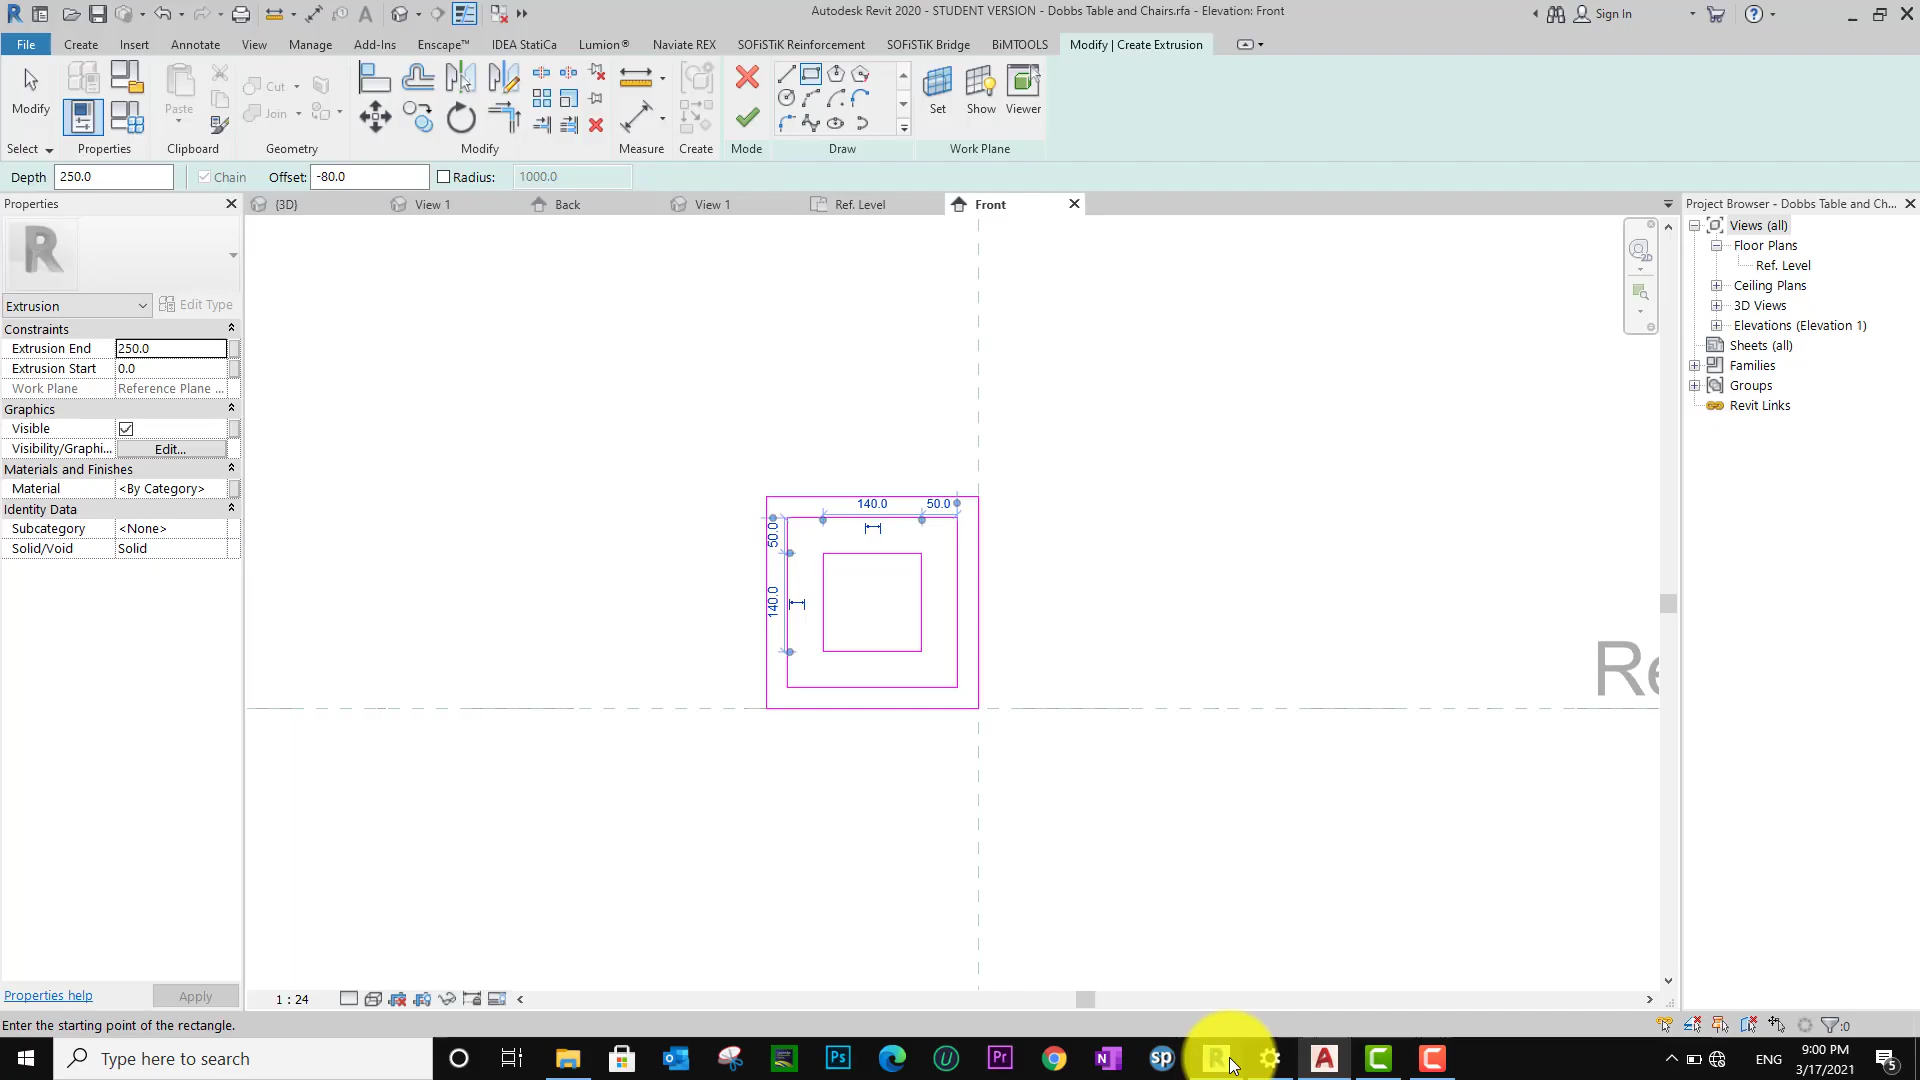 Autodesk Revit 2020 - STUDENT VERSION - Dobbs Table and Chairs.rfa - Elevation: Front
Sign In
File Create Insert Annotate View Manage Add-Ins Enscape™ IDEA StatiCa Lumion® Naviate REX SOFiSTiK Reinforcement SOFiSTiK Bridge BiMTOOLS Modify | Create Extrusion
Modify
Paste
Cut
Join
Set Show Viewer
Select Properties Clipboard Geometry Modify Measure Create Mode Draw Work Plane
Depth 250.0 Chain Offset: -80.0 Radius: 1000.0
Properties
{3D} View 1 Back View 1 Ref. Level Front
Project Browser - Dobbs Table and Ch...
Extrusion Edit Type
Constraints
Extrusion End 250.0
Extrusion Start 0.0
Work Plane Reference Plane ...
Graphics
Visible
Visibility/Graphi... Edit...
Materials and Finishes
Material <By Category>
Identity Data
Subcategory <None>
Solid/Void Solid
Views (all)
Floor Plans
Ref. Level
Ceiling Plans
3D Views
Elevations (Elevation 1)
Sheets (all)
Families
Groups
Revit Links
2D
140.0 50.0
50.0
140.0
Re
Properties help Apply
1 : 24
Enter the starting point of the rectangle.
:0
Type here to search
ENG
9:00 PM
3/17/2021
5